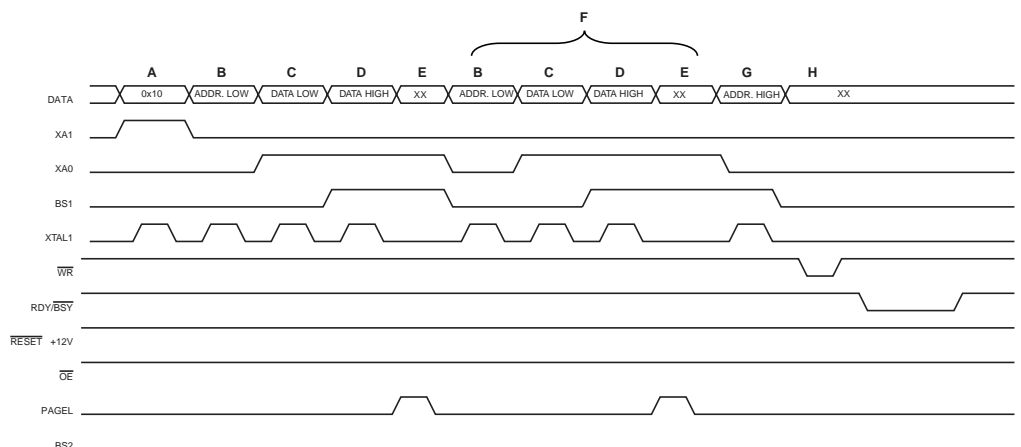 F
A B C D E B C D E G H
DATA 0x10 ADDR. LOW DATA LOW DATA HIGH XX ADDR. LOW DATA LOW DATA HIGH XX ADDR. HIGH XX
XA1
XA0
BS1
XTAL1
WR
RDY/BSY
RESET +12V
OE
PAGEL
BS2